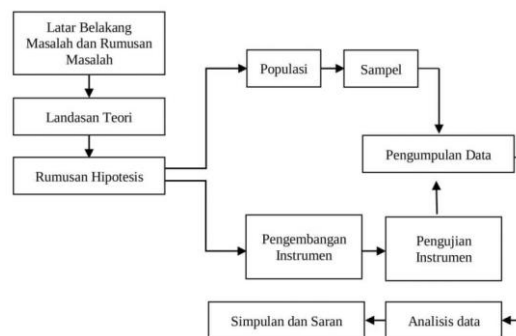 Latar Belakang
Masalah dan Rumusan
Masalah
Landasan Teori
Rumusan Hipotesis
Populasi
Sampel
Pengumpulan Data
Pengembangan
Instrumen
Pengujian
Instrumen
Simpulan dan Saran
Analisis data